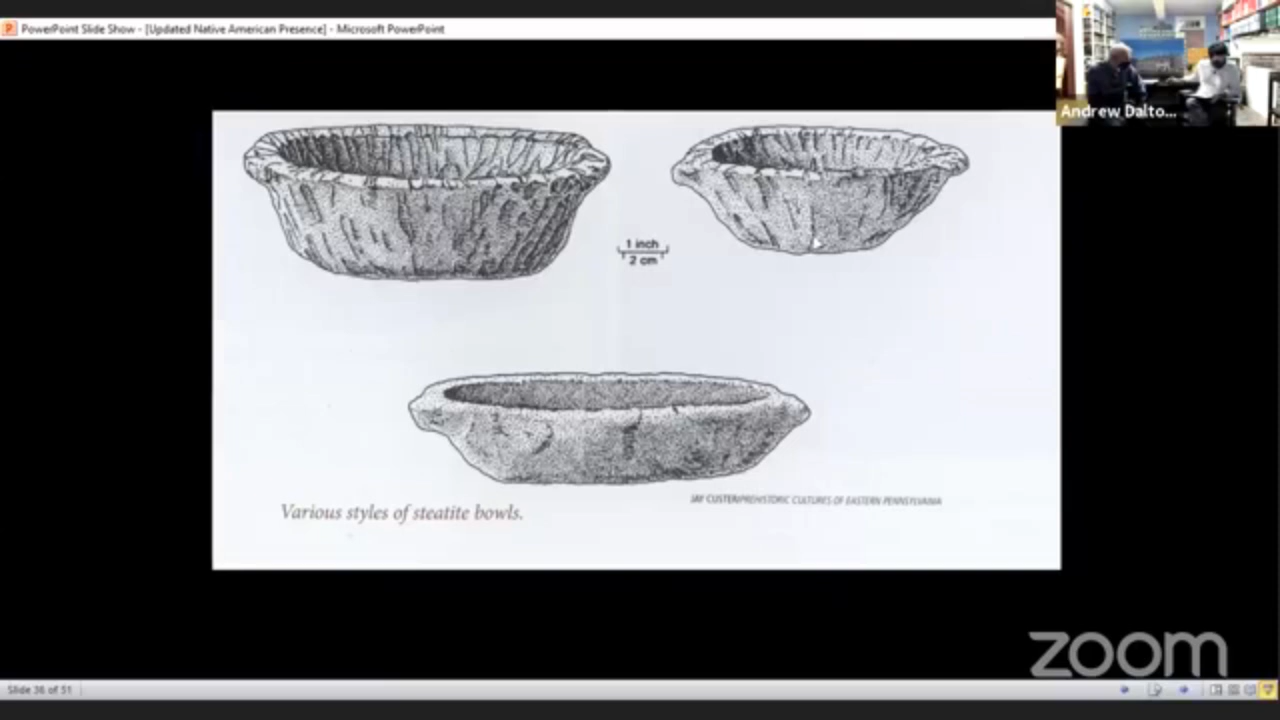 PowerPoint Slide Show - [Updated Native American Presence] - Microsoft PowerPoint
Andrew Dalto...
1 inch
2 cm
JAY CUSTER/PREHISTORIC CULTURES OF EASTERN PENNSYLVANIA
Various styles of steatite bowls.
zoom
Slide 36 of 51